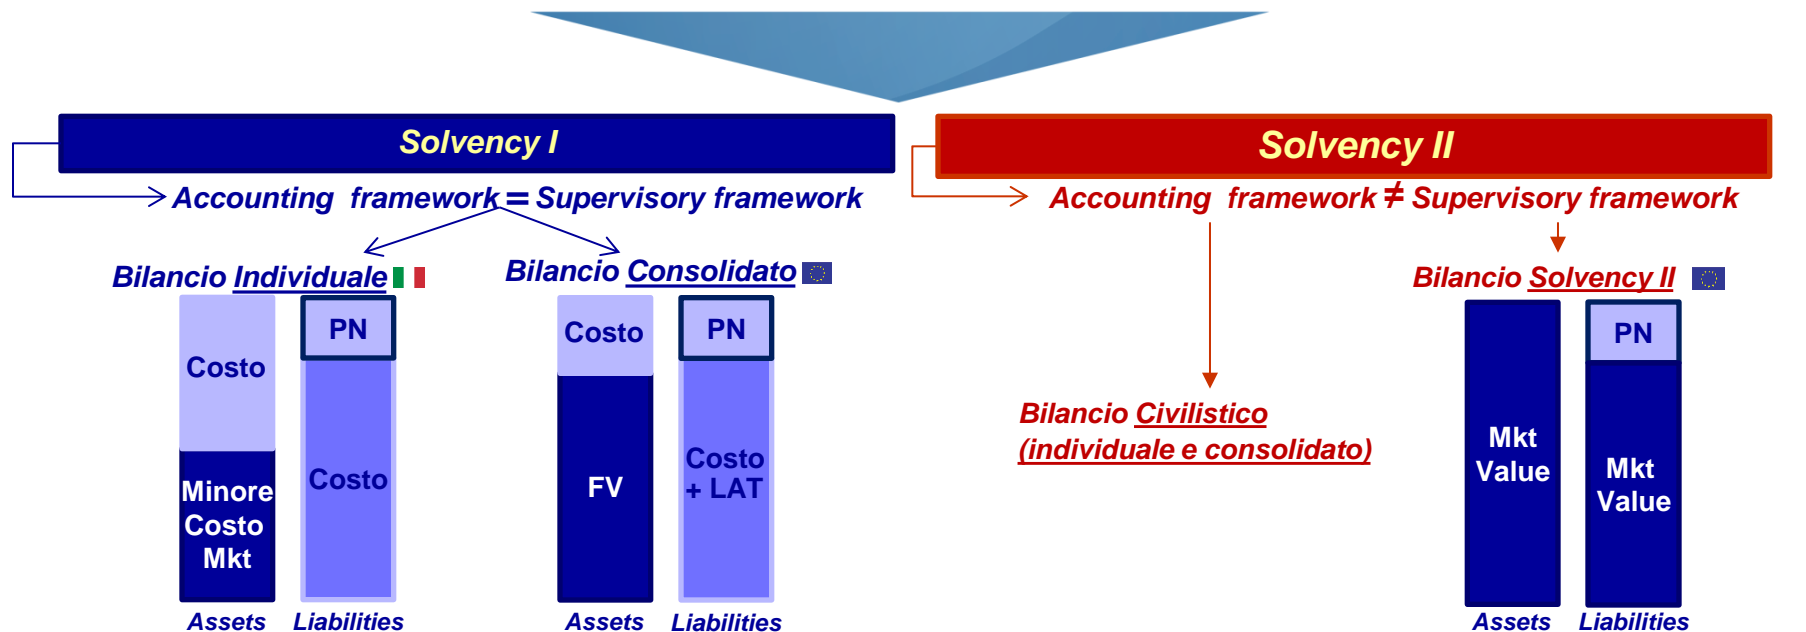 Solvency I
Accounting framework = Supervisory framework
Bilancio Individuale
Costo
Minore
Costo
Mkt
Assets
PN
Costo
Liabilities
Bilancio Consolidato
Costo
FV
Assets
PN
Costo
+ LAT
Liabilities
Solvency II
Accounting framework ≠ Supervisory framework
Bilancio Civilistico
(individuale e consolidato)
Bilancio Solvency II
Mkt
Value
Assets
PN
Mkt
Value
Liabilities